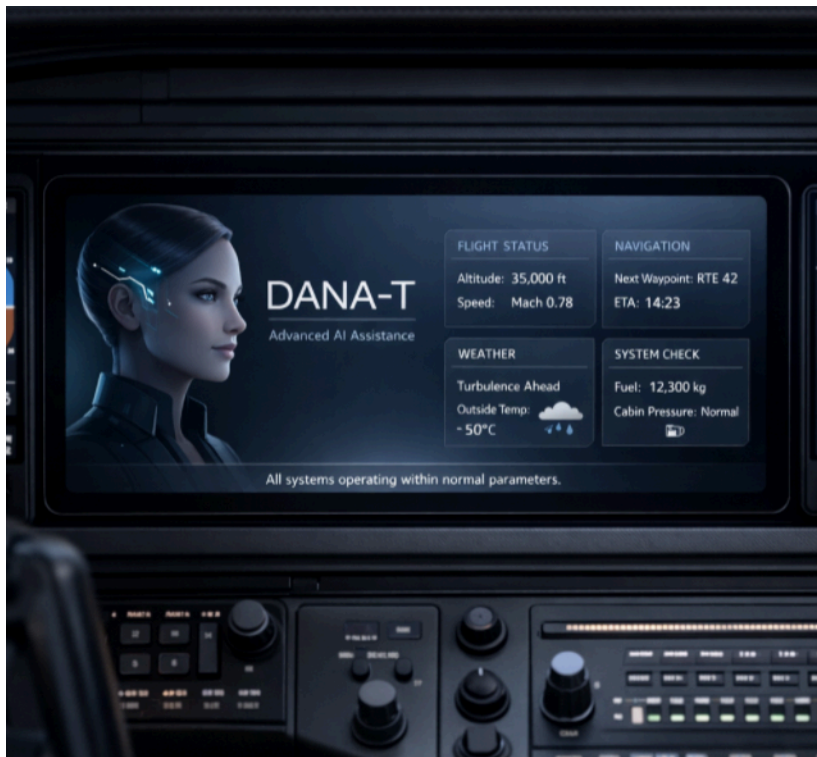 DANA-T
Advanced AI Assistance
FLIGHT STATUS
Altitude: 35,000 ft
Speed: Mach 0.78
NAVIGATION
Next Waypoint: RTE 42
ETA: 14:23
WEATHER
Turbulence Ahead
Outside Temp:
-50°C
SYSTEM CHECK
Fuel: 12,300 kg
Cabin Pressure: Normal
All systems operating within normal parameters.